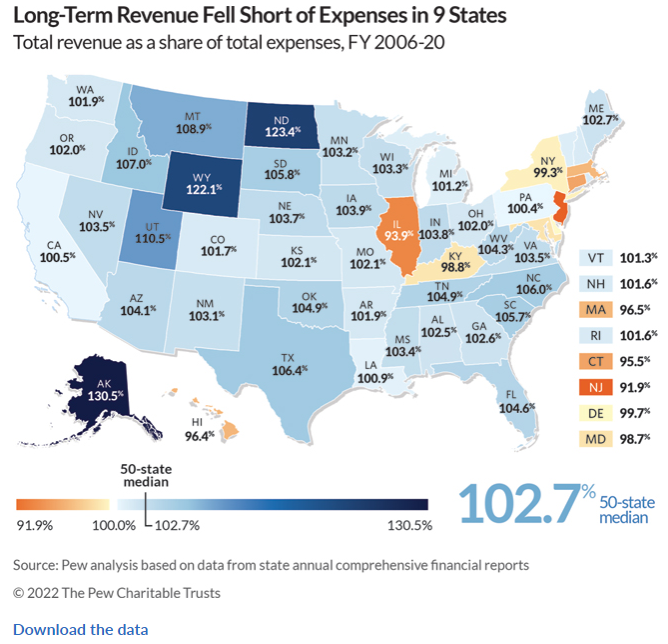 Long-Term Revenue Fell Short of Expenses in 9 States
Total revenue as a share of total expenses, FY 2006-20
WA
101.9%
OR
102.0%
ID
107.0%
MT
108.9%
ND
123.4%
MN
103.2%
ME
102.7%
SD
105.8%
WI
103.3%
MI
101.2%
NY
99.3%
WY
122.1%
NV
103.5%
UT
110.5%
NE
103.7%
IA
103.9%
IL
93.9%
IN
103.8%
OH
102.0%
PA
100.4%
CA
100.5%
CO
101.7%
KS
102.1%
MO
102.1%
KY
98.8%
WV
104.3%
VA
103.5%
AZ
104.1%
NM
103.1%
OK
104.9%
AR
101.9%
TN
104.9%
NC
106.0%
SC
105.7%
TX
106.4%
LA
100.9%
MS
103.4%
AL
102.5%
GA
102.6%
FL
104.6%
AK
130.5%
HI
96.4%
VT 101.3%
NH 101.6%
MA 96.5%
RI 101.6%
CT 95.5%
NJ 91.9%
DE 99.7%
MD 98.7%
50-state
median
91.9% 100.0% 102.7% 130.5%
102.7% 50-state
median
Source: Pew analysis based on data from state annual comprehensive financial reports
© 2022 The Pew Charitable Trusts
Download the data